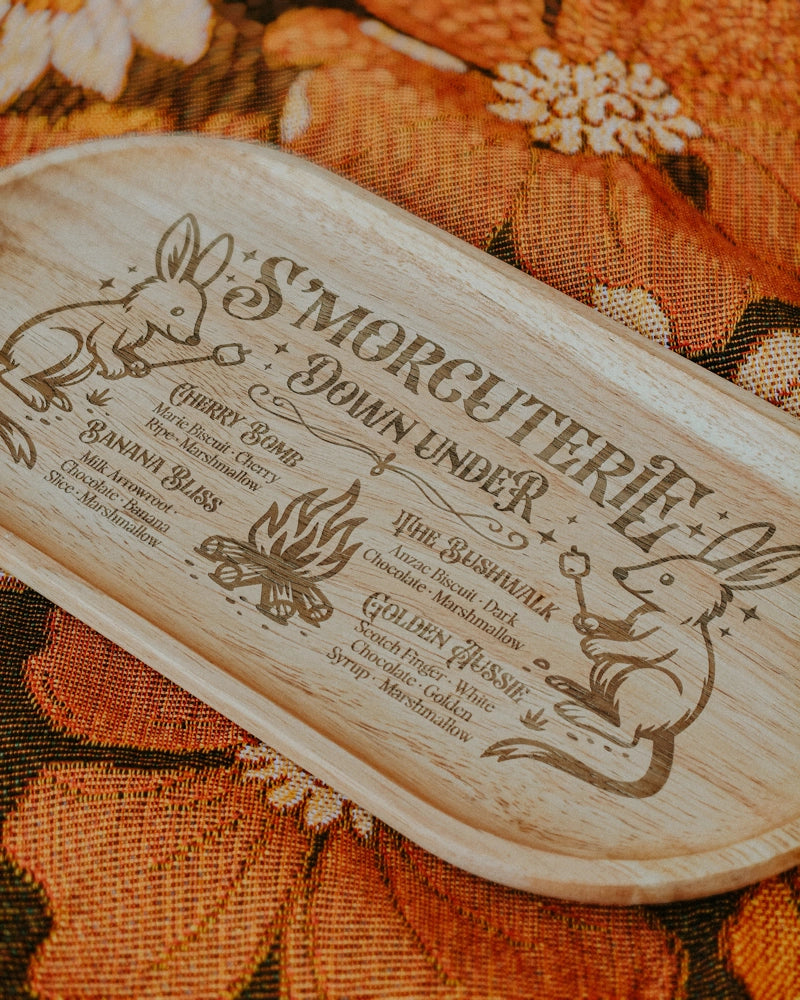 S'MORCUTERIE
DOWN UNDER
CHERRY BOMB
Marie Biscuit · Cherry
Ripe · Marshmallow
BANANA BLISS
Milk Arrowroot ·
Chocolate · Banana
Slice · Marshmallow
THE BUSHWALK
Anzac Biscuit · Dark
Chocolate · Marshmallow
GOLDEN AUSSIE
Scotch Finger · White
Chocolate · Golden
Syrup · Marshmallow